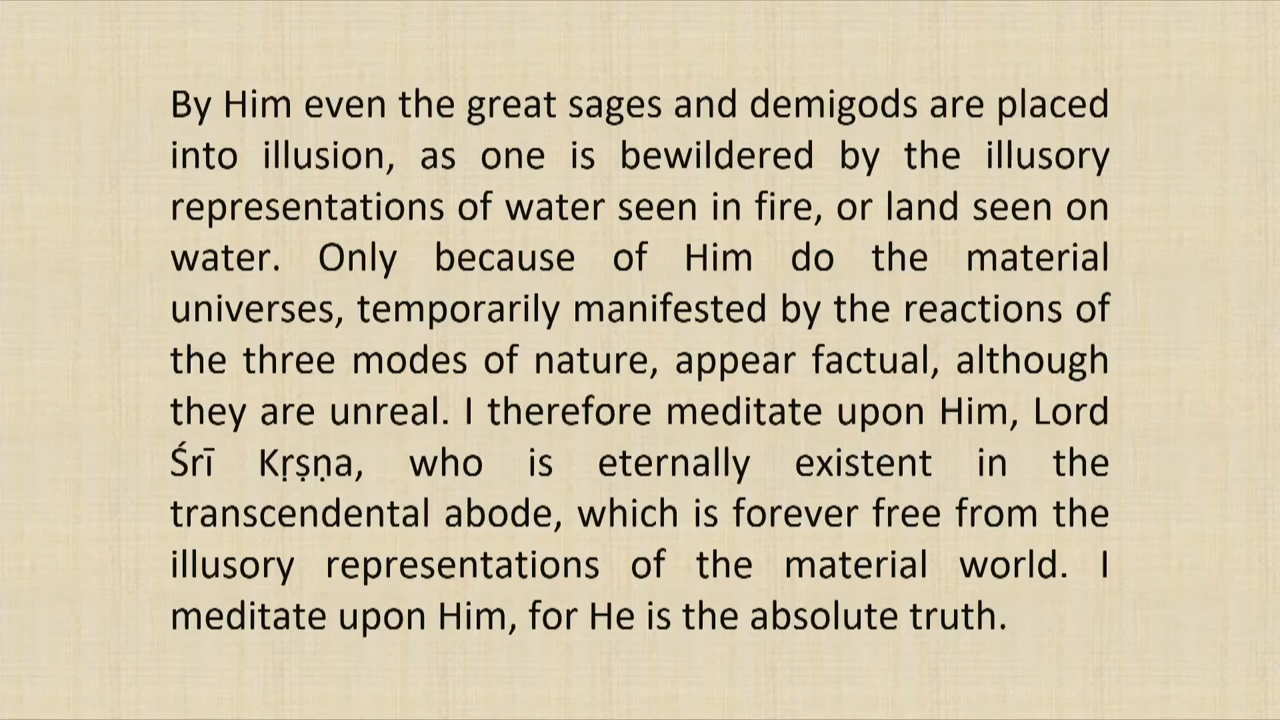 By Him even the great sages and demigods are placed
into illusion, as one is bewildered by the illusory
representations of water seen in fire, or land seen on
water. Only because of Him do the material
universes, temporarily manifested by the reactions of
the three modes of nature, appear factual, although
they are unreal. I therefore meditate upon Him, Lord
Śrī Kṛṣṇa, who is eternally existent in the
transcendental abode, which is forever free from the
illusory representations of the material world. I
meditate upon Him, for He is the absolute truth.